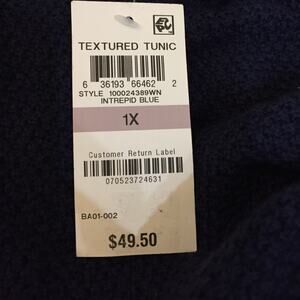 TEXTURED TUNIC
6 36193 66462 2
STYLE 100024389WN
INTREPID BLUE
1X
Customer Return Label
070523724631
BA01-002
$49.50